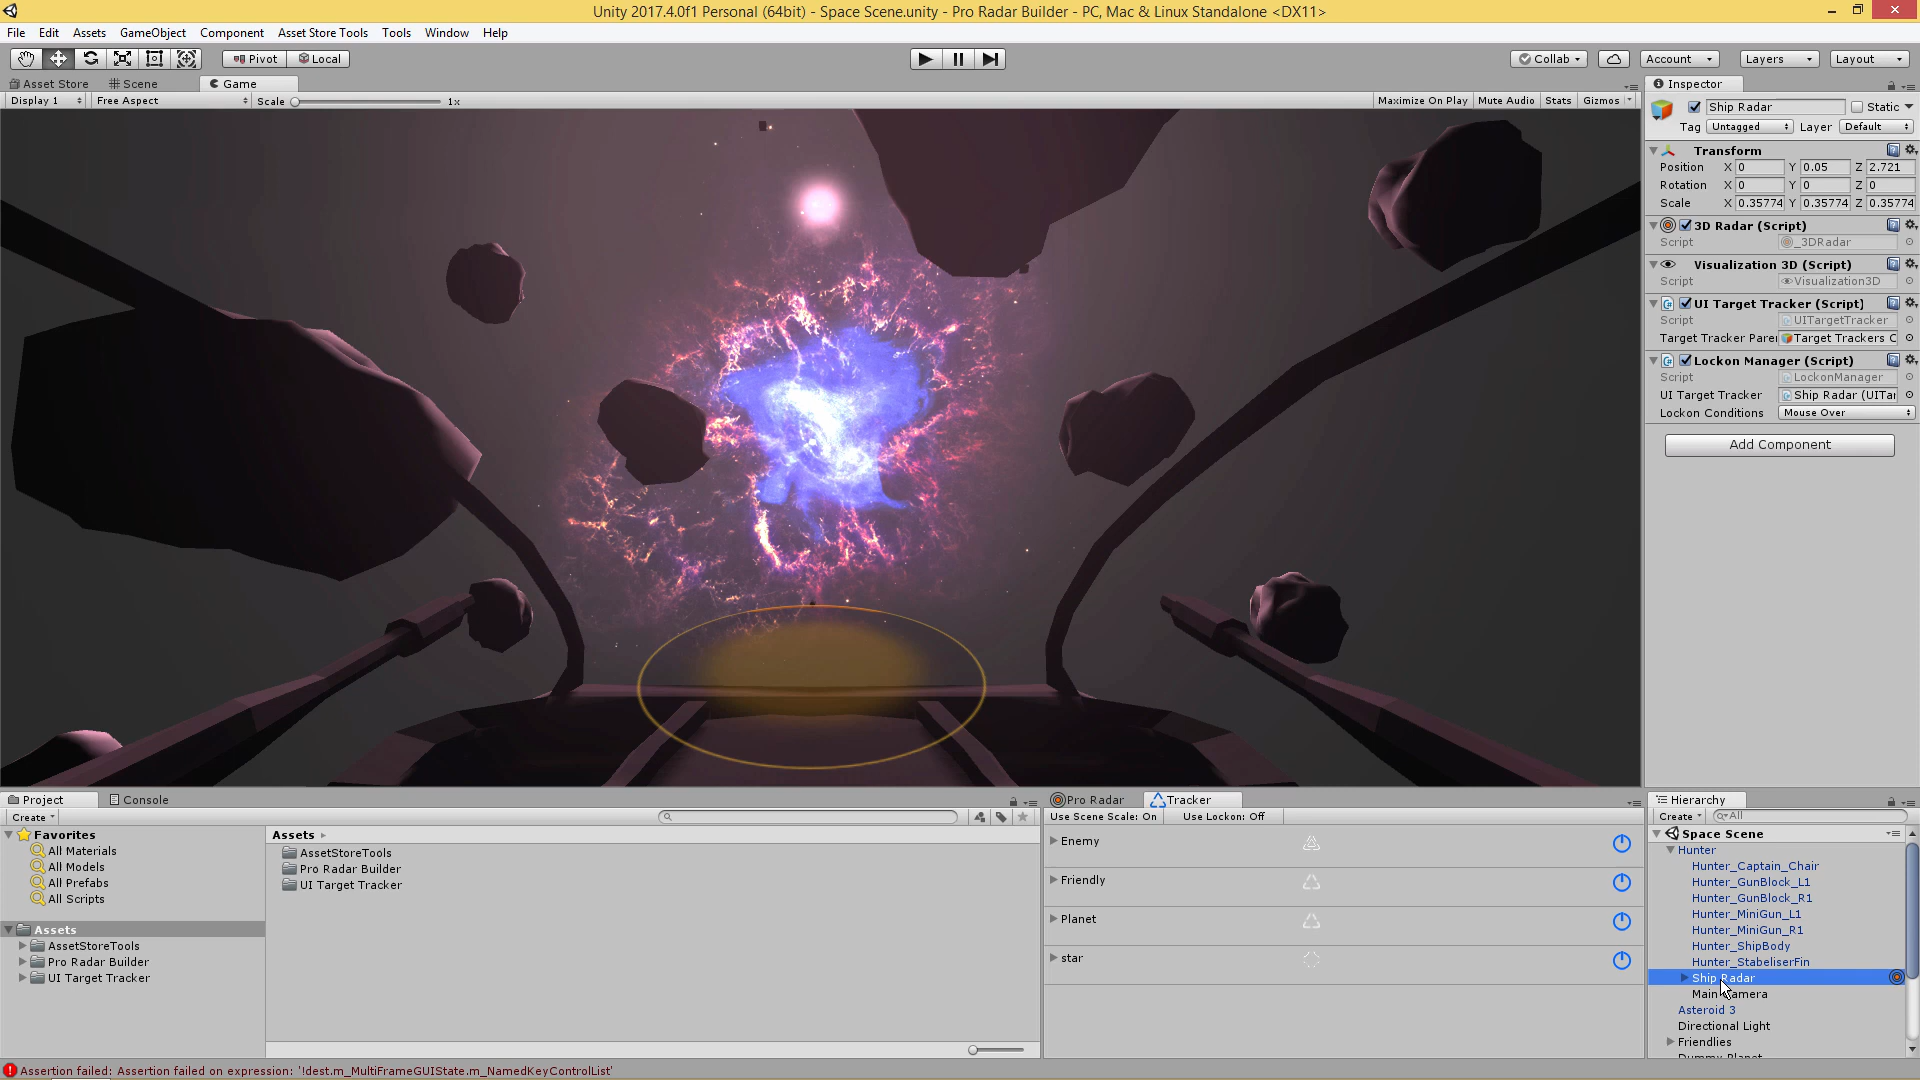 Unity 2017.4.0f1 Personal (64bit) - Space Scene.unity - Pro Radar Builder - PC, Mac & Linux Standalone <DX11>
File Edit Assets GameObject Component Asset Store Tools Tools Window Help
Pivot Local Collab Account Layers Layout
Asset Store Scene Game Inspector
Display 1 Free Aspect Scale 1x Maximize On Play Mute Audio Stats Gizmos
Ship Radar Static
Tag Untagged Layer Default
Transform
Position X 0 Y 0.05 Z 2.721
Rotation X 0 Y 0 Z 0
Scale X 0.35774 Y 0.35774 Z 0.35774
3D Radar (Script)
Script _3DRadar
Visualization 3D (Script)
Script Visualization3D
UI Target Tracker (Script)
Script UITargetTracker
Target Tracker Parer Target Trackers C
Lockon Manager (Script)
Script LockonManager
UI Target Tracker Ship Radar (UITar
Lockon Conditions Mouse Over
Add Component
Project Console
Create
Favorites
All Materials
All Models
All Prefabs
All Scripts
Assets
AssetStoreTools
Pro Radar Builder
UI Target Tracker
Assets
AssetStoreTools
Pro Radar Builder
UI Target Tracker
Pro Radar Tracker
Use Scene Scale: On Use Lockon: Off
Enemy
Friendly
Planet
star
Hierarchy
Create All
Space Scene
Hunter
Hunter_Captain_Chair
Hunter_GunBlock_L1
Hunter_GunBlock_R1
Hunter_MiniGun_L1
Hunter_MiniGun_R1
Hunter_ShipBody
Hunter_StabeliserFin
Ship Radar
Main Camera
Asteroid 3
Directional Light
Friendlies
Dummy Planet
Assertion failed: Assertion failed on expression: '!dest.m_MultiFrameGUIState.m_NamedKeyControlList'